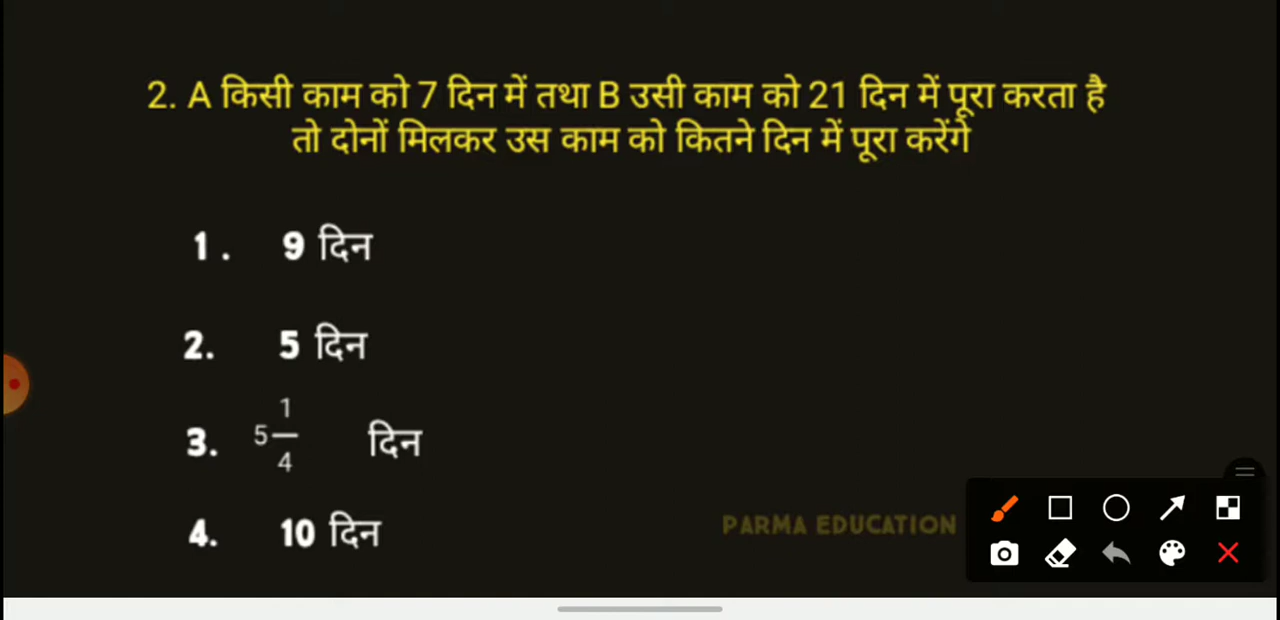 2. A किसी काम को 7 दिन में तथा B उसी काम को 21 दिन में पूरा करता है
तो दोनों मिलकर उस काम को कितने दिन में पूरा करेंगे
1. 9 दिन
2. 5 दिन
3. 5 1/4 दिन
4. 10 दिन
PARMA EDUCATION